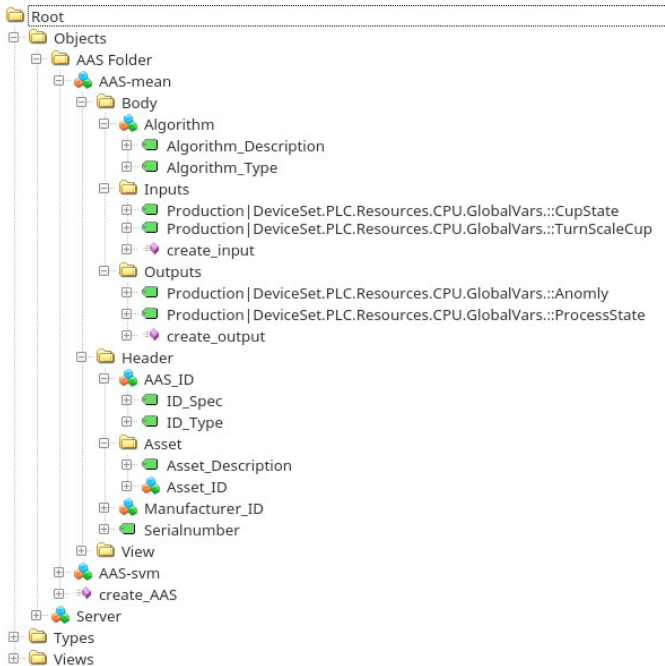 Root
Objects
AAS Folder
AAS-mean
Body
Algorithm
Algorithm_Description
Algorithm_Type
Inputs
Production|DeviceSet.PLC.Resources.CPU.GlobalVars.::CupState
Production|DeviceSet.PLC.Resources.CPU.GlobalVars.::TurnScaleCup
create_input
Outputs
Production|DeviceSet.PLC.Resources.CPU.GlobalVars.::Anomly
Production|DeviceSet.PLC.Resources.CPU.GlobalVars.::ProcessState
create_output
Header
AAS_ID
ID_Spec
ID_Type
Asset
Asset_Description
Asset_ID
Manufacturer_ID
Serialnumber
View
AAS-svm
create_AAS
Server
Types
Views